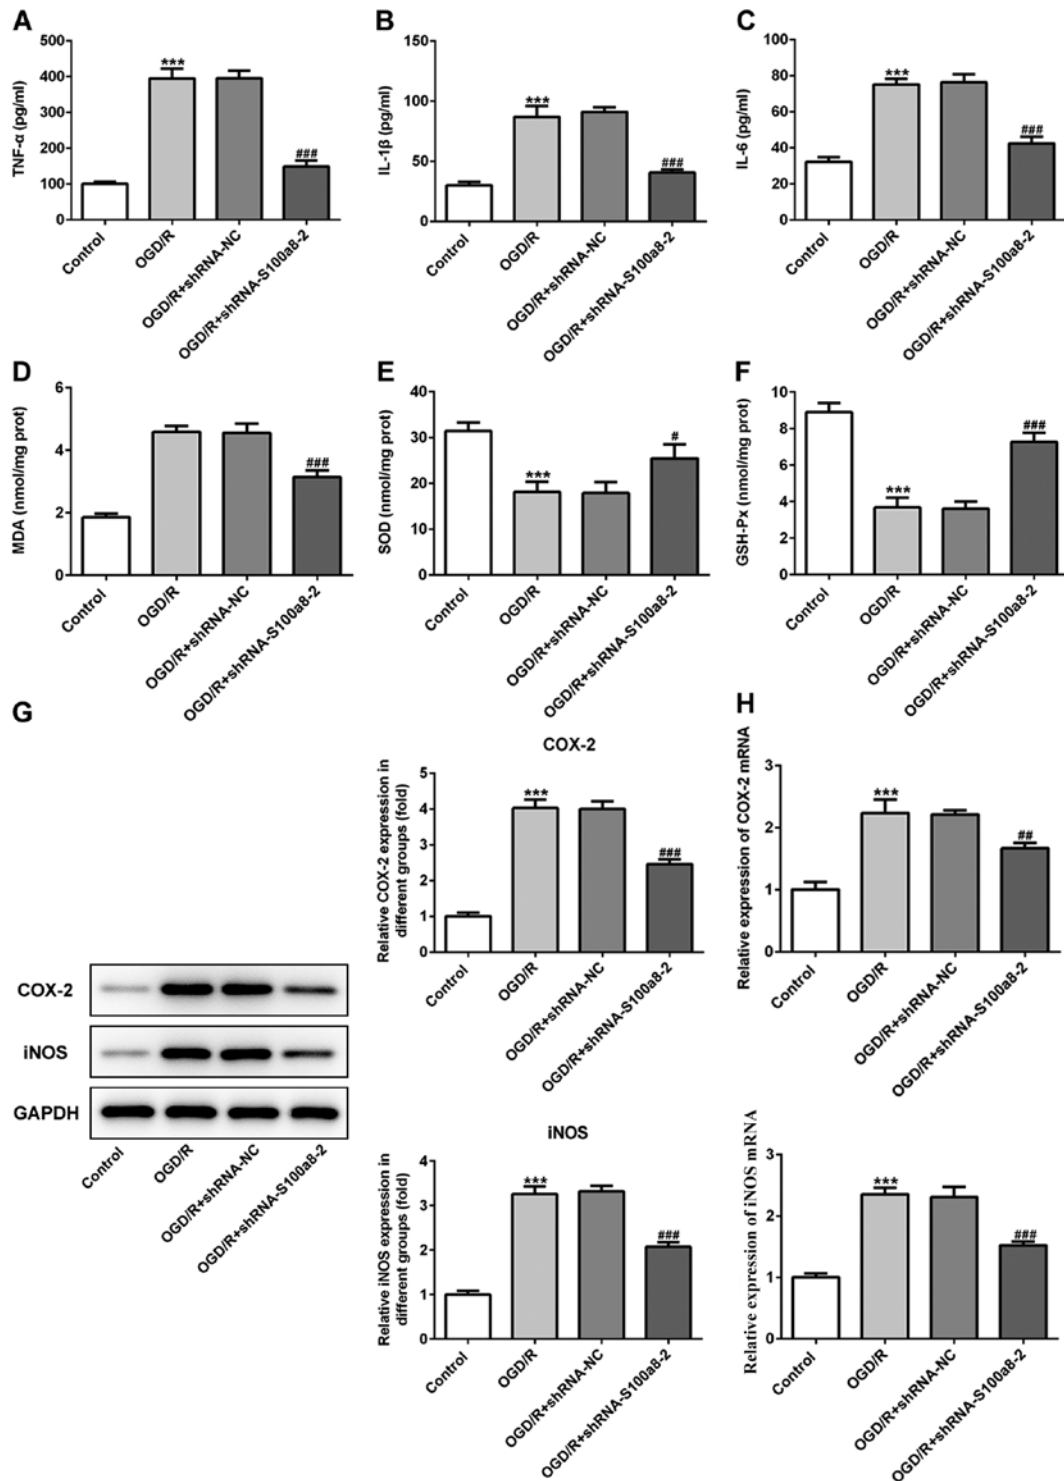 A
TNF-α (pg/ml)
500
400
300
200
100
0
***
###
Control
OGD/R
OGD/R+shRNA-NC
OGD/R+shRNA-S100a8-2
B
IL-1β (pg/ml)
150
100
50
0
***
###
Control
OGD/R
OGD/R+shRNA-NC
OGD/R+shRNA-S100a8-2
C
IL-6 (pg/ml)
100
80
60
40
20
0
***
###
Control
OGD/R
OGD/R+shRNA-NC
OGD/R+shRNA-S100a8-2
D
MDA (nmol/mg prot)
6
4
2
0
###
Control
OGD/R
OGD/R+shRNA-NC
OGD/R+shRNA-S100a8-2
E
SOD (nmol/mg prot)
40
30
20
10
0
***
#
Control
OGD/R
OGD/R+shRNA-NC
OGD/R+shRNA-S100a8-2
F
GSH-Px (nmol/mg prot)
10
8
6
4
2
0
***
###
Control
OGD/R
OGD/R+shRNA-NC
OGD/R+shRNA-S100a8-2
G
COX-2
iNOS
GAPDH
Control
OGD/R
OGD/R+shRNA-NC
OGD/R+shRNA-S100a8-2
COX-2
Relative COX-2 expression in
different groups (fold)
5
4
3
2
1
0
***
###
Control
OGD/R
OGD/R+shRNA-NC
OGD/R+shRNA-S100a8-2
iNOS
Relative iNOS expression in
different groups (fold)
4
3
2
1
0
***
###
Control
OGD/R
OGD/R+shRNA-NC
OGD/R+shRNA-S100a8-2
H
Relative expression of COX-2 mRNA
3
2
1
0
***
##
Control
OGD/R
OGD/R+shRNA-NC
OGD/R+shRNA-S100a8-2
Relative expression of iNOS mRNA
3
2
1
0
***
###
Control
OGD/R
OGD/R+shRNA-NC
OGD/R+shRNA-S100a8-2